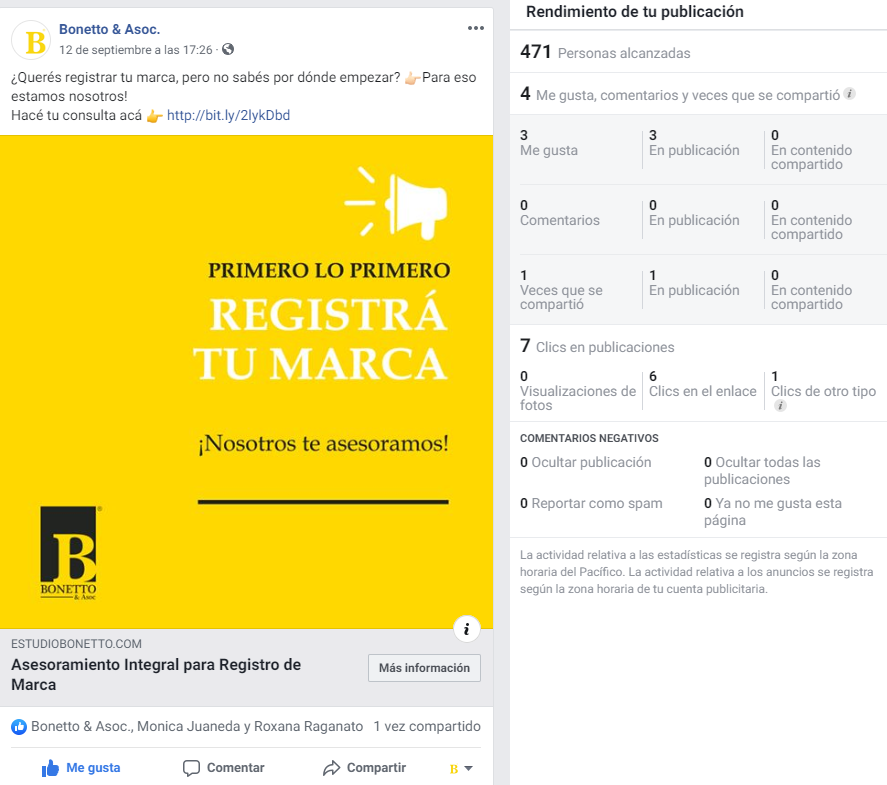 Bonetto & Asoc.
12 de septiembre a las 17:26 ·
¿Querés registrar tu marca, pero no sabés por dónde empezar? 👉🏻Para eso
estamos nosotros!
Hacé tu consulta acá 👉 http://bit.ly/2lykDbd
PRIMERO LO PRIMERO
REGISTRÁ
TU MARCA
¡Nosotros te asesoramos!
B
BONETTO
& Asoc
ESTUDIOBONETTO.COM
Asesoramiento Integral para Registro de
Marca
Más información
Bonetto & Asoc., Monica Juaneda y Roxana Raganato 1 vez compartido
Me gusta Comentar Compartir B
Rendimiento de tu publicación
471 Personas alcanzadas
4 Me gusta, comentarios y veces que se compartió
3 3 0
Me gusta En publicación En contenido
compartido
0 0 0
Comentarios En publicación En contenido
compartido
1 1 0
Veces que se En publicación En contenido
compartió compartido
7 Clics en publicaciones
0 6 1
Visualizaciones de Clics en el enlace Clics de otro tipo
fotos
COMENTARIOS NEGATIVOS
0 Ocultar publicación 0 Ocultar todas las
publicaciones
0 Reportar como spam 0 Ya no me gusta esta
página
La actividad relativa a las estadísticas se registra según la zona
horaria del Pacífico. La actividad relativa a los anuncios se registra
según la zona horaria de tu cuenta publicitaria.